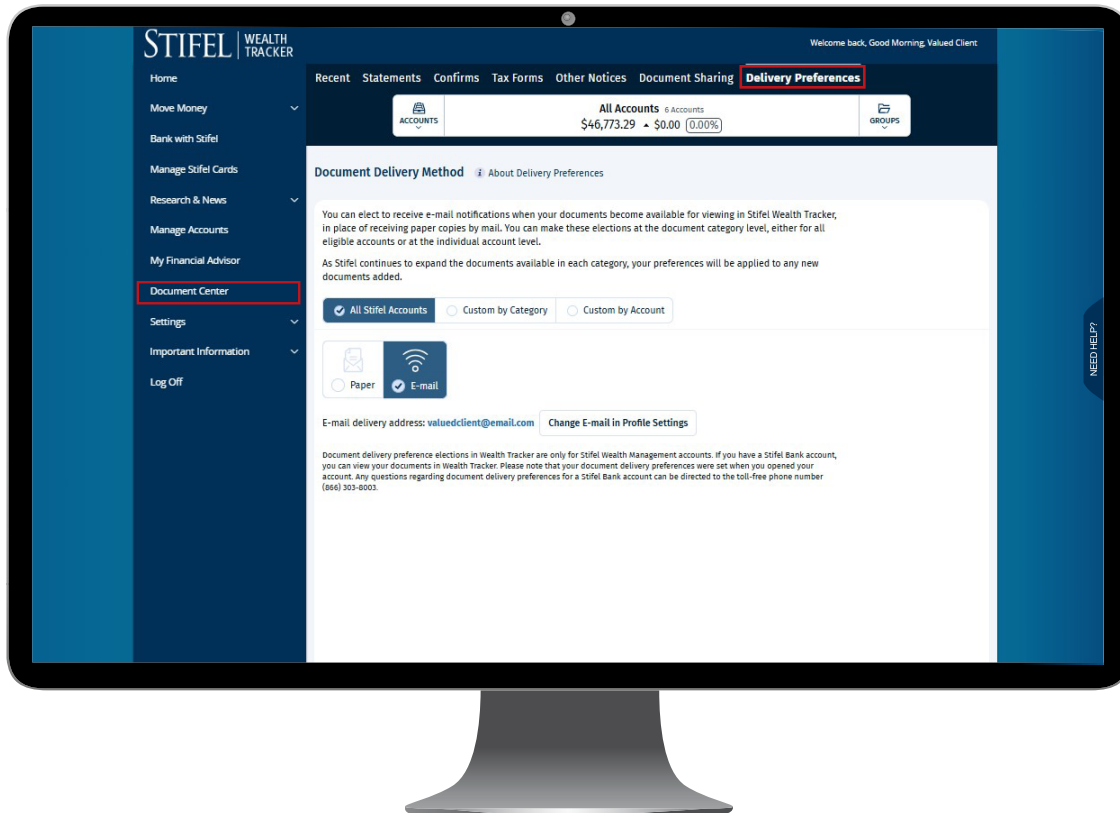 STIFEL | WEALTH TRACKER
Welcome back, Good Morning, Valued Client
Home
Move Money
Bank with Stifel
Manage Stifel Cards
Research & News
Manage Accounts
My Financial Advisor
Document Center
Settings
Important Information
Log Off
Recent Statements Confirms Tax Forms Other Notices Document Sharing Delivery Preferences
ACCOUNTS
All Accounts 6 Accounts
$46,773.29 $0.00 (0.00%)
GROUPS
Document Delivery Method i About Delivery Preferences
You can elect to receive e-mail notifications when your documents become available for viewing in Stifel Wealth Tracker,
in place of receiving paper copies by mail. You can make these elections at the document category level, either for all
eligible accounts or at the individual account level.
As Stifel continues to expand the documents available in each category, your preferences will be applied to any new
documents added.
All Stifel Accounts Custom by Category Custom by Account
Paper E-mail
E-mail delivery address: valuedclient@email.com Change E-mail in Profile Settings
Document delivery preference elections in Wealth Tracker are only for Stifel Wealth Management accounts. If you have a Stifel Bank account,
you can view your documents in Wealth Tracker. Please note that your document delivery preferences were set when you opened your
account. Any questions regarding document delivery preferences for a Stifel Bank account can be directed to the toll-free phone number
(866) 303-8003.
NEED HELP?